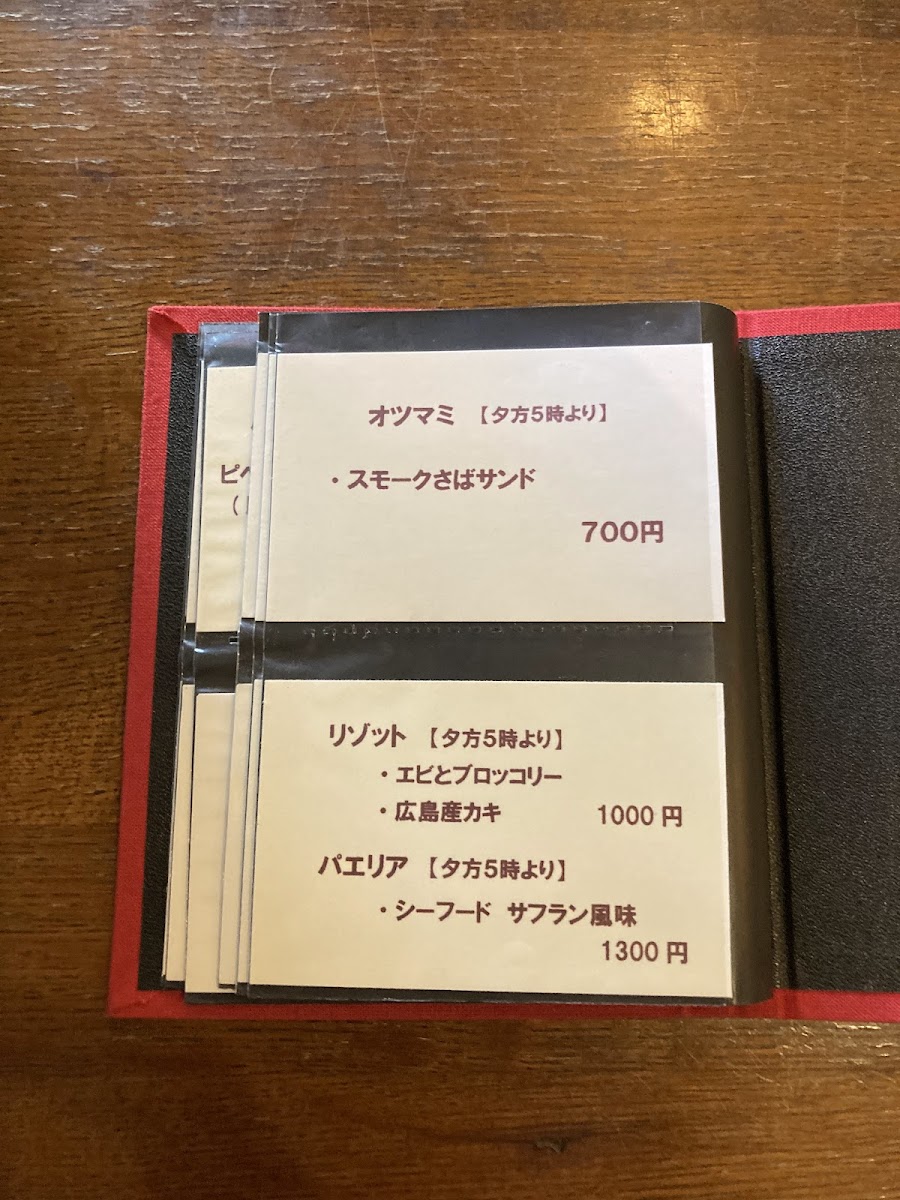 オツマミ 【夕方5時より】
・スモークさばサンド
700円
リゾット 【夕方5時より】
・エビとブロッコリー
・広島産カキ 1000円
パエリア 【夕方5時より】
・シーフード サフラン風味
1300円